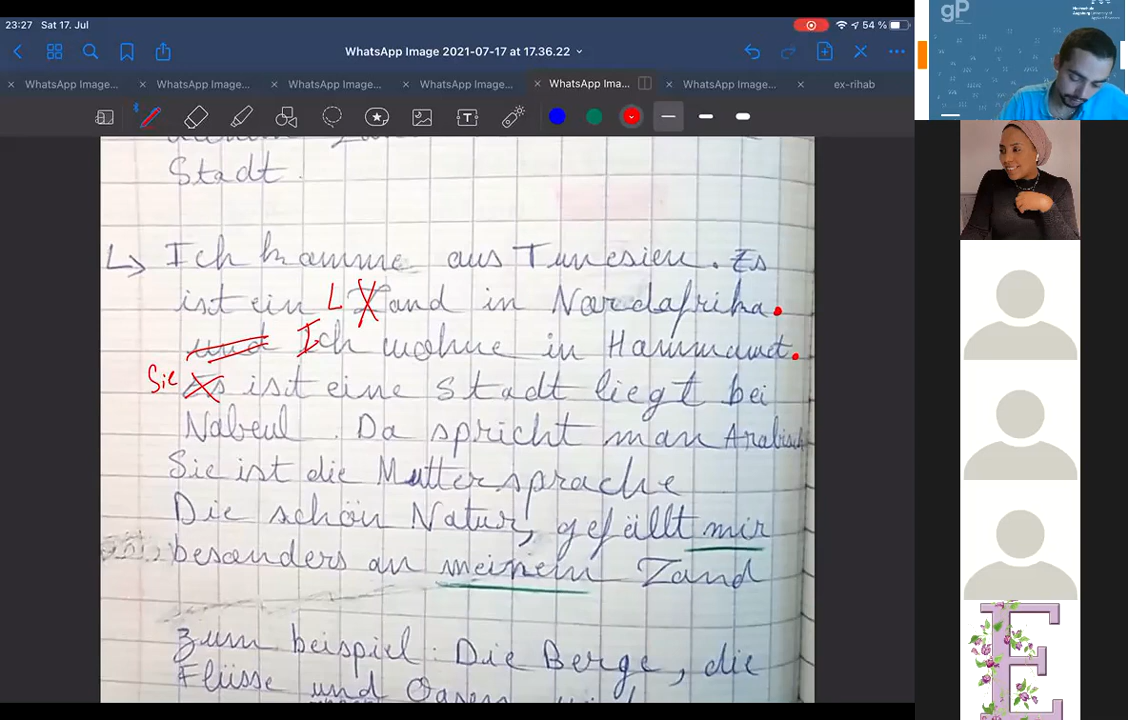 23:27 Sat 17. Jul
54 %
WhatsApp Image 2021-07-17 at 17.36.22
WhatsApp Image...
WhatsApp Image...
WhatsApp Image...
WhatsApp Image...
WhatsApp Ima...
WhatsApp Image...
ex-rihab
gP
Hochschule
Stadt.
Ich komme aus Tunesien. Es
ist ein L Land in Nordafrika.
und Ich wohne in Hammamet.
Sie Es ist eine Stadt liegt bei
Nabeul. Da spricht man Arabisch
Sie ist die Muttersprache
Die schön Natur, gefällt mir
besonders an meinem Land
zum beispiel: Die Berge, die
Flüsse und Oasen
E